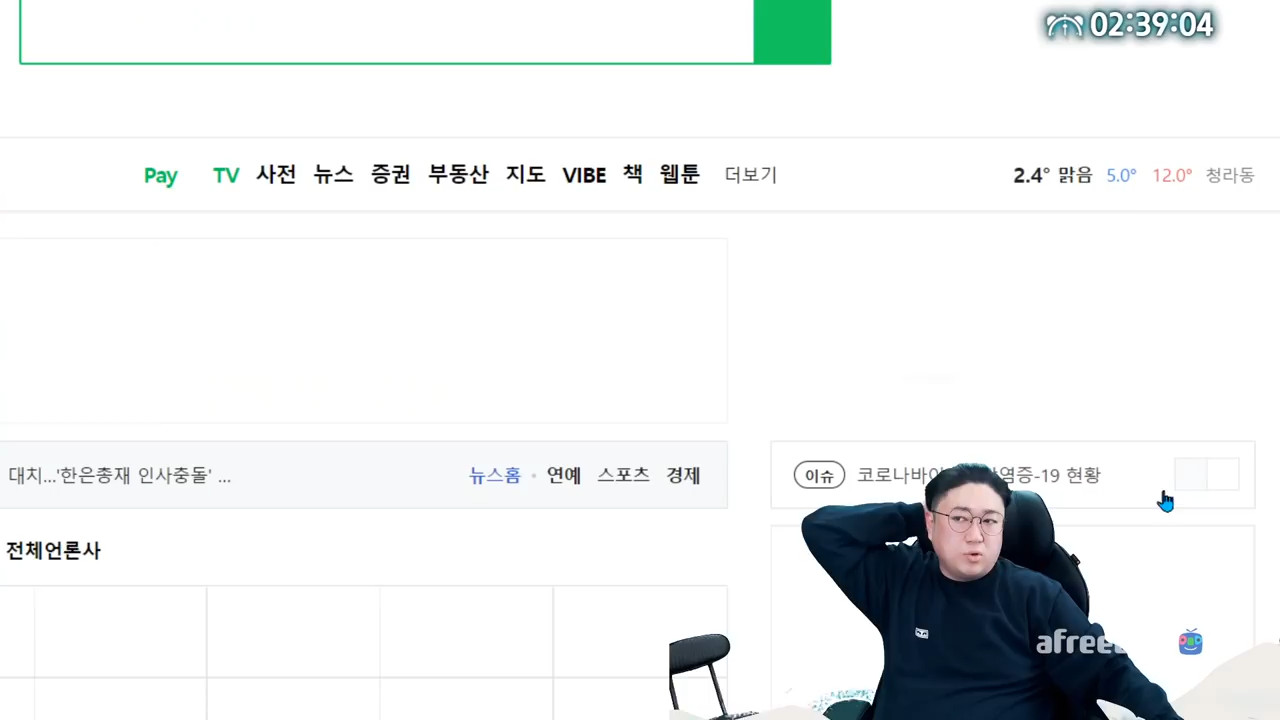 02:39:04
Pay TV 사전 뉴스 증권 부동산 지도 VIBE 책 웹툰 더보기
2.4° 맑음 5.0° 12.0° 청라동
대치...'한은총재 인사충돌' ...
뉴스홈 · 연예 스포츠 경제
이슈 코로나바이 염증-19 현황
전체언론사
afree